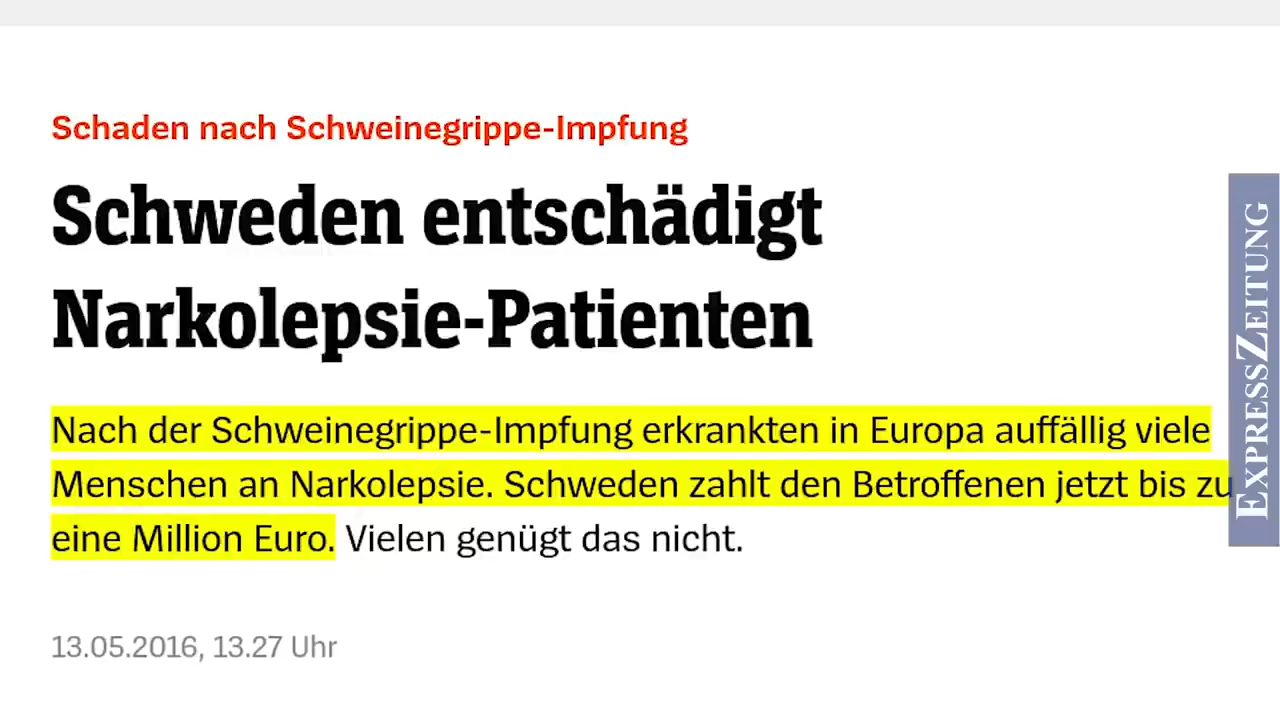 Schaden nach Schweinegrippe-Impfung
Schweden entschädigt
Narkolepsie-Patienten
Nach der Schweinegrippe-Impfung erkrankten in Europa auffällig viele
Menschen an Narkolepsie. Schweden zahlt den Betroffenen jetzt bis zu
eine Million Euro. Vielen genügt das nicht.
13.05.2016, 13.27 Uhr
EXPRESSZEITUNG